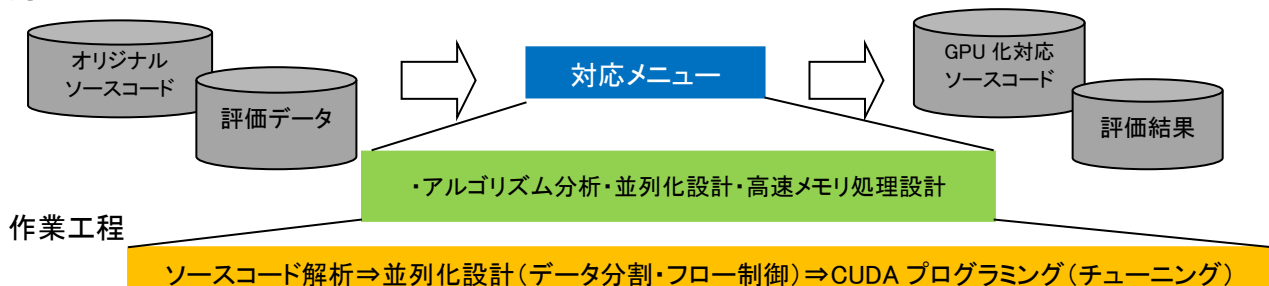 オリジナル
ソースコード
評価データ
対応メニュー
GPU 化対応
ソースコード
評価結果
・アルゴリズム分析・並列化設計・高速メモリ処理設計
作業工程
ソースコード解析⇒並列化設計(データ分割・フロー制御)⇒CUDA プログラミング(チューニング)